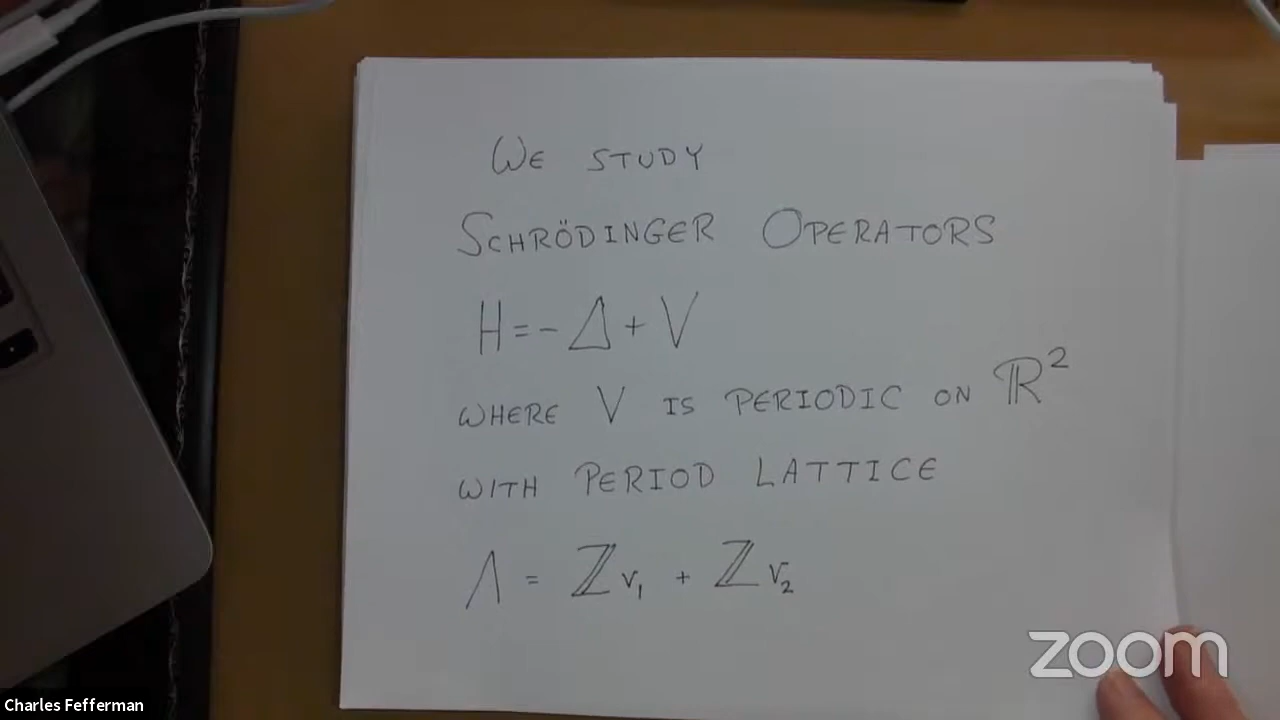 WE STUDY
SCHRÖDINGER OPERATORS
H = -Δ + V
WHERE V IS PERIODIC ON ℝ²
WITH PERIOD LATTICE
Λ = ℤv₁ + ℤv₂
zoom
Charles Fefferman